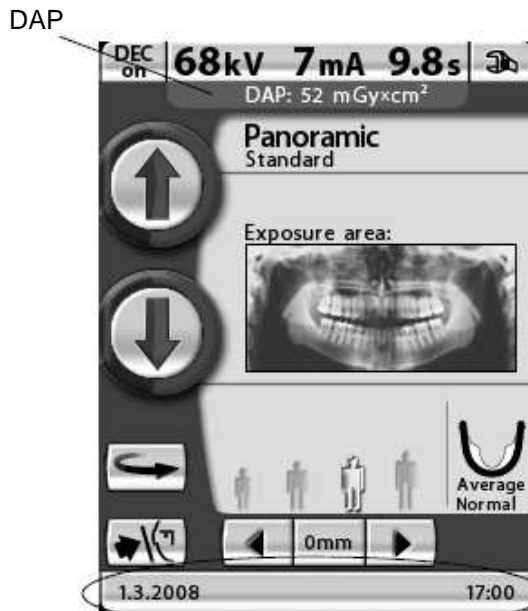 DAP
DEC on 68kV 7mA 9.8s
DAP: 52 mGy×cm²
Panoramic
Standard
Exposure area:
Average
Normal
0mm
1.3.2008 17:00